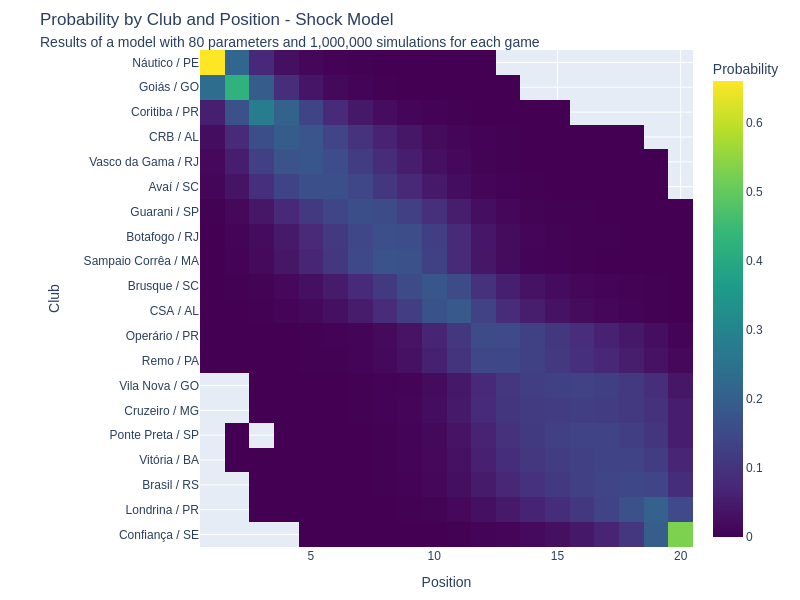 Probability by Club and Position - Shock Model
Results of a model with 80 parameters and 1,000,000 simulations for each game
Probability
Náutico / PE
Goiás / GO
Coritiba / PR
CRB / AL
Vasco da Gama / RJ
Avaí / SC
Guarani / SP
Botafogo / RJ
Sampaio Corrêa / MA
Brusque / SC
CSA / AL
Operário / PR
Remo / PA
Vila Nova / GO
Cruzeiro / MG
Ponte Preta / SP
Vitória / BA
Brasil / RS
Londrina / PR
Confiança / SE
Club
5
10
15
20
Position
0.6
0.5
0.4
0.3
0.2
0.1
0